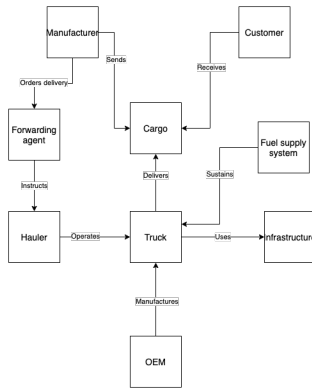 Manufacturer
Customer
Sends
Orders delivery
Receives
Forwarding
agent
Cargo
Fuel supply
system
Instructs
Delivers
Sustains
Hauler
Operates
Truck
Uses
Infrastructure
Manufactures
OEM